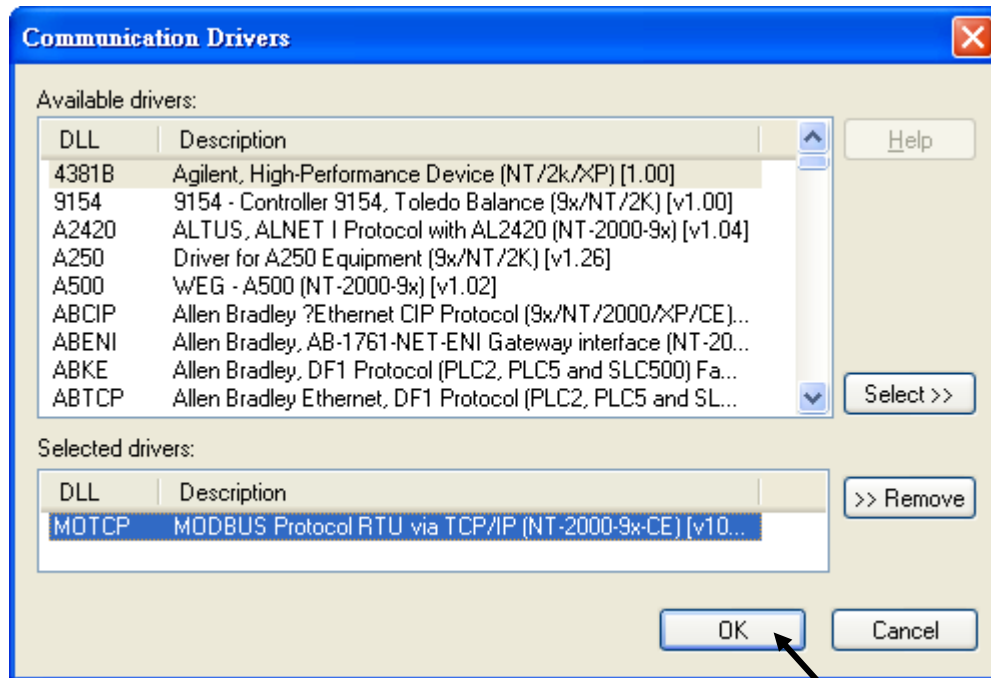 Communication Drivers
Available drivers:
DLL Description
4381B Agilent, High-Performance Device (NT/2k/XP) [1.00]
9154 9154 - Controller 9154, Toledo Balance (9x/NT/2K) [v1.00]
A2420 ALTUS, ALNET I Protocol with AL2420 (NT-2000-9x) [v1.04]
A250 Driver for A250 Equipment (9x/NT/2K) [v1.26]
A500 WEG - A500 (NT-2000-9x) [v1.02]
ABCIP Allen Bradley ?Ethernet CIP Protocol (9x/NT/2000/XP/CE)...
ABENI Allen Bradley, AB-1761-NET-ENI Gateway interface (NT-20...
ABKE Allen Bradley, DF1 Protocol (PLC2, PLC5 and SLC500) Fa...
ABTCP Allen Bradley Ethernet, DF1 Protocol (PLC2, PLC5 and SL...
Help
Select >>
Selected drivers:
DLL Description
MOTCP MODBUS Protocol RTU via TCP/IP (NT-2000-9x-CE) [v10...
>> Remove
OK Cancel